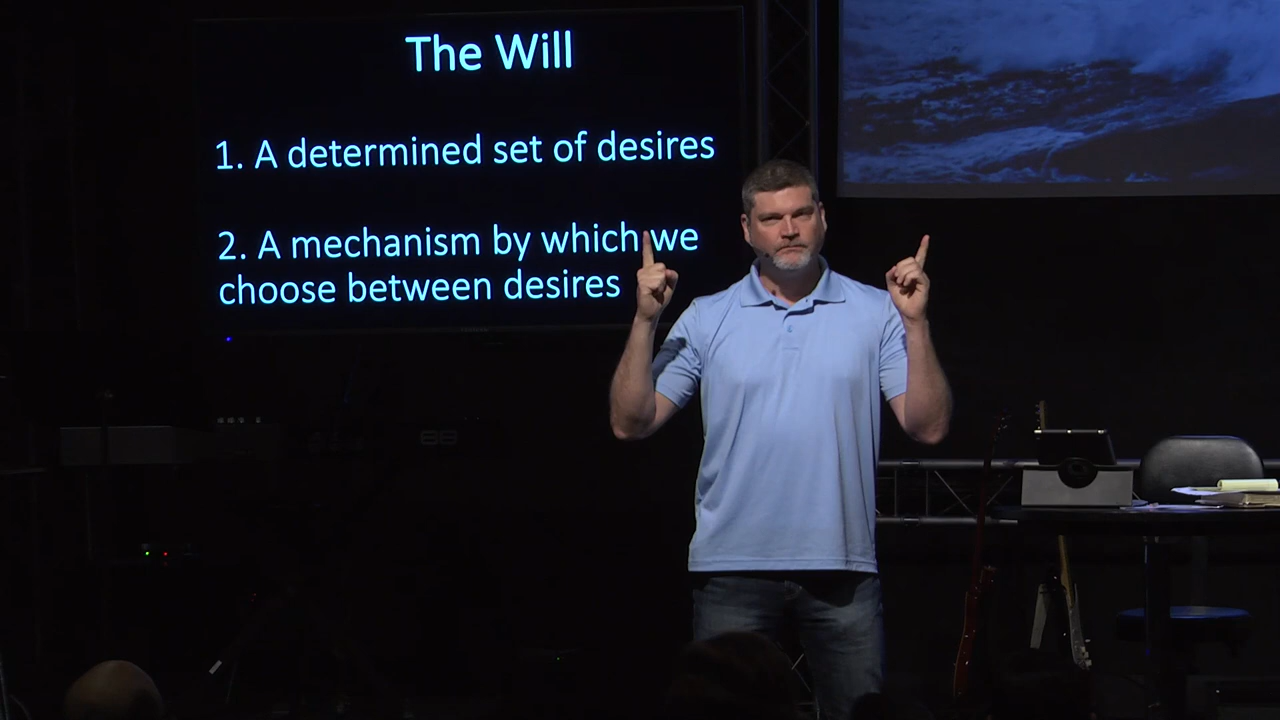 The Will
1. A determined set of desires
2. A mechanism by which we
choose between desires